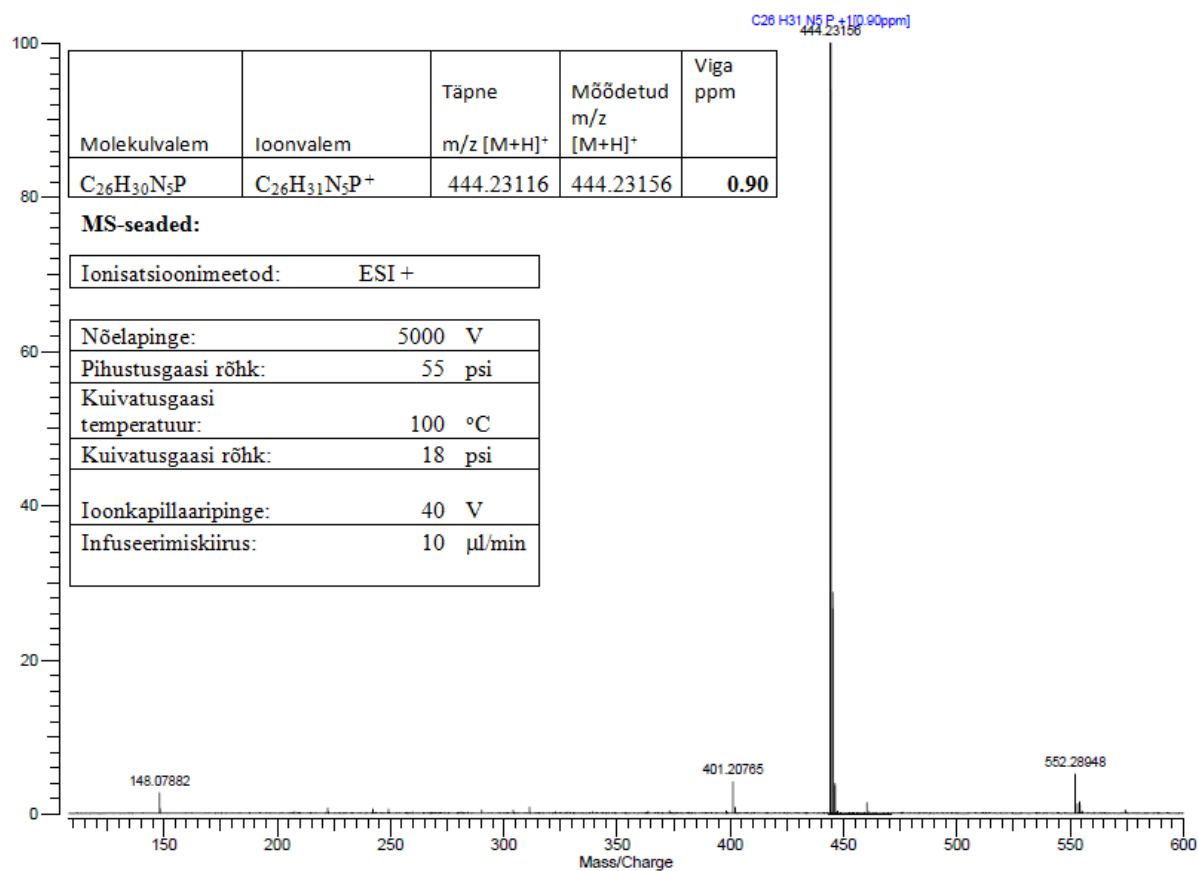 C26 H31 N5 P +1[0.90ppm]
444.23156
100
80
60
40
20
0
Molekulvalem
Ioonvalem
Täpne
m/z [M+H]⁺
Mõõdetud
m/z
[M+H]⁺
Viga
ppm
C₂₆H₃₀N₅P
C₂₆H₃₁N₅P⁺
444.23116
444.23156
0.90
MS-seaded:
Ionisatsioonimeetod: ESI +
Nõelapinge: 5000 V
Pihustusgaasi rõhk: 55 psi
Kuivatusgaasi
temperatuur: 100 °C
Kuivatusgaasi rõhk: 18 psi
Ioonkapillaaripinge: 40 V
Infuseerimiskiirus: 10 µl/min
148.07882
401.20765
552.28948
150 200 250 300 350 400 450 500 550 600
Mass/Charge